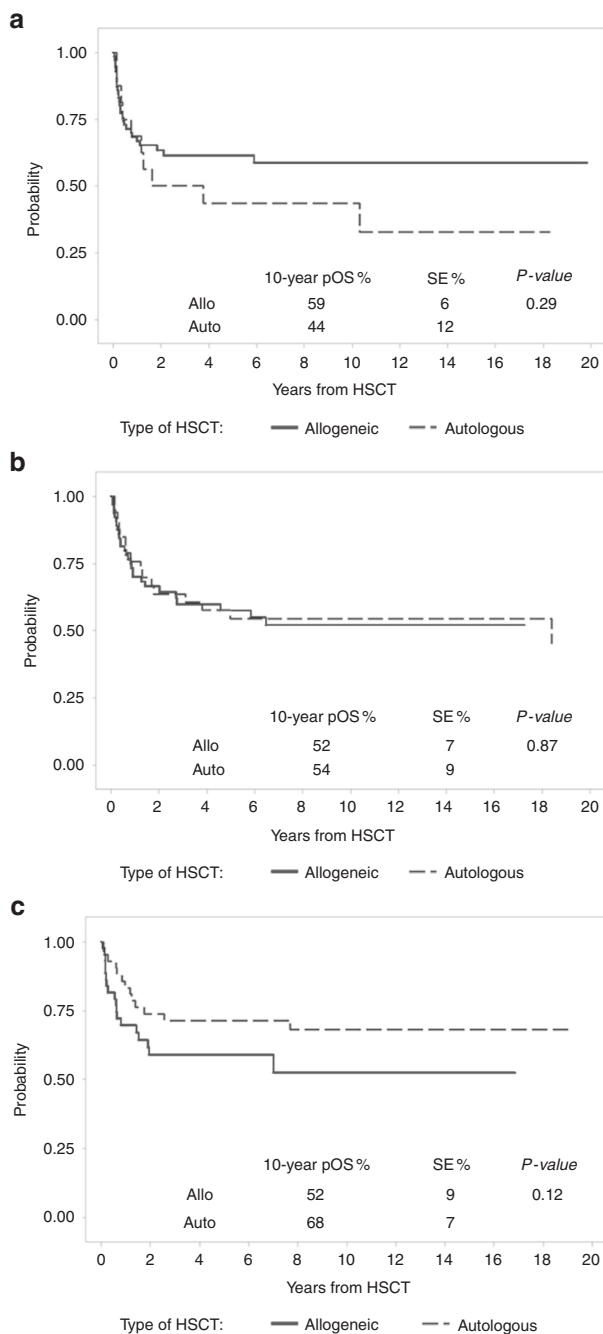 a
1.00
0.75
0.50
0.25
0.00
Probability
10-year pOS % SE % P-value
Allo 59 6 0.29
Auto 44 12
0 2 4 6 8 10 12 14 16 18 20
Years from HSCT
Type of HSCT: Allogeneic Autologous
b
1.00
0.75
0.50
0.25
0.00
Probability
10-year pOS % SE % P-value
Allo 52 7 0.87
Auto 54 9
0 2 4 6 8 10 12 14 16 18 20
Years from HSCT
Type of HSCT: Allogeneic Autologous
c
1.00
0.75
0.50
0.25
0.00
Probability
10-year pOS % SE % P-value
Allo 52 9 0.12
Auto 68 7
0 2 4 6 8 10 12 14 16 18 20
Years from HSCT
Type of HSCT: Allogeneic Autologous